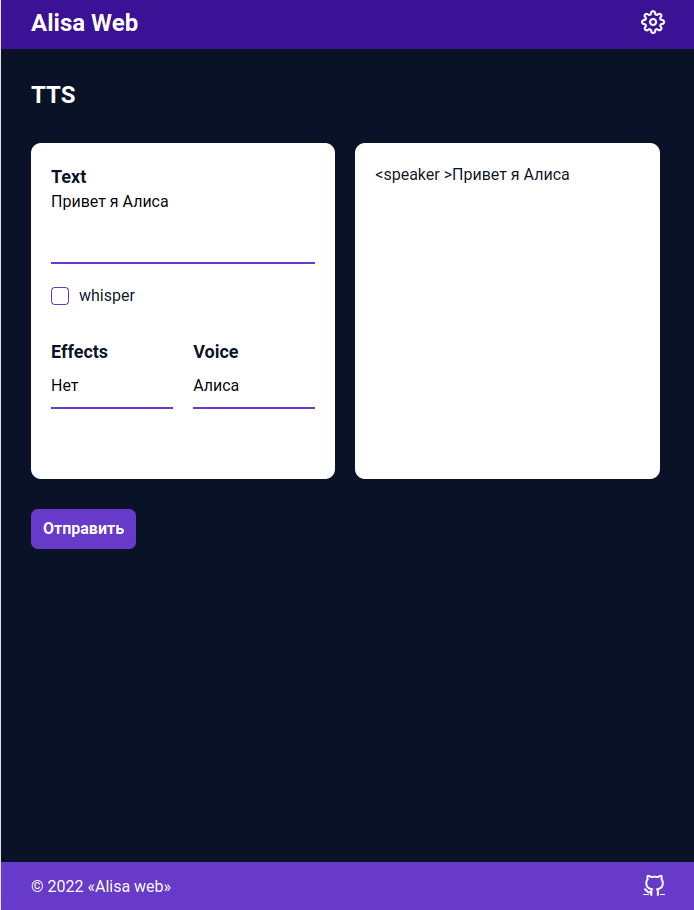 Alisa Web
TTS
Text
Привет я Алиса
whisper
Effects
Нет
Voice
Алиса
<speaker >Привет я Алиса
Отправить
© 2022 «Alisa web»